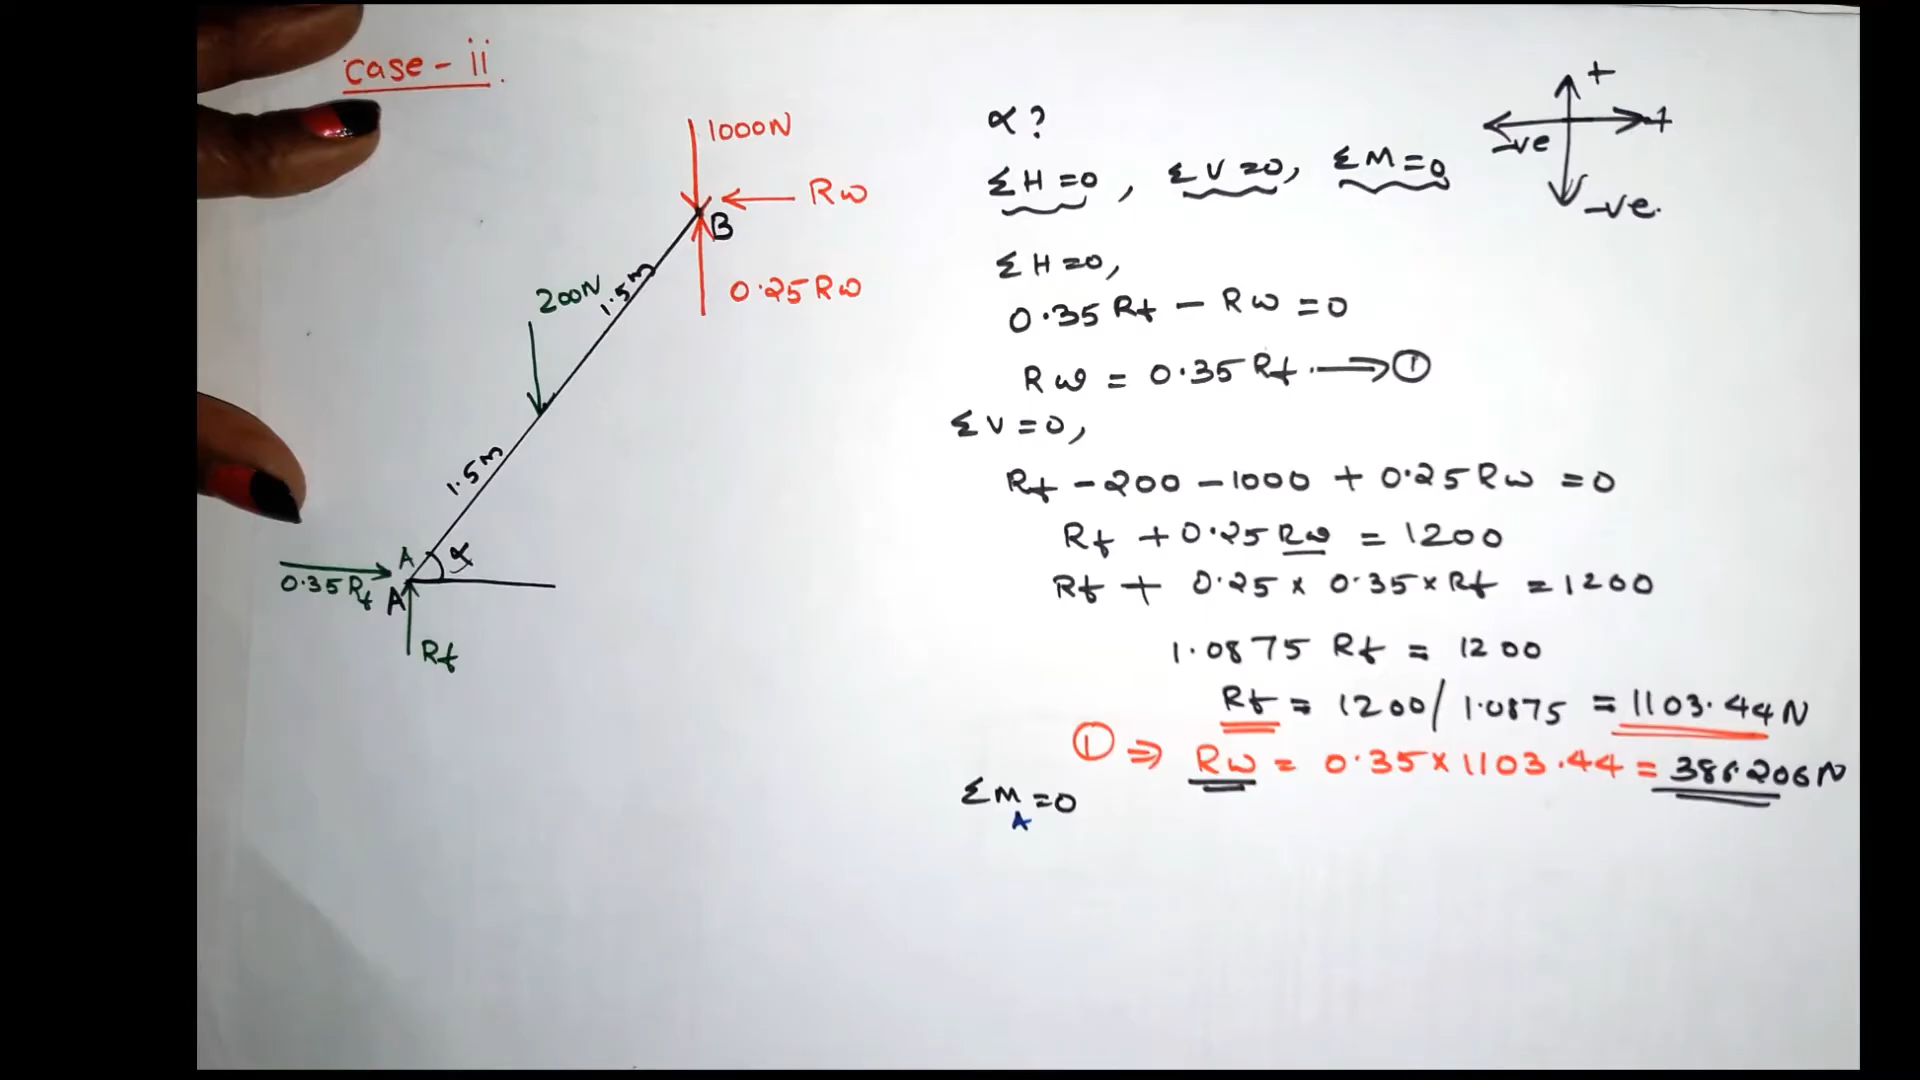 case - ii.
1000N
Rw
B
0.25 Rw
200N
1.5m
1.5m
A
α
0.35 Rf
A
Rf
α ?
+
+
-ve
-ve.
ΣH =0 , ΣV =0, ΣM =0
ΣH =0,
0.35 Rf - Rw = 0
Rw = 0.35 Rf. ⟶ ①
ΣV = 0,
Rf - 200 - 1000 + 0.25 Rw = 0
Rf + 0.25 Rw = 1200
Rf + 0.25 x 0.35 x Rf = 1200
1.0875 Rf = 1200
Rf = 1200 / 1.0875 = 1103.44 N
① ⇒ Rw = 0.35 x 1103.44 = 386.206 N
ΣM_A = 0